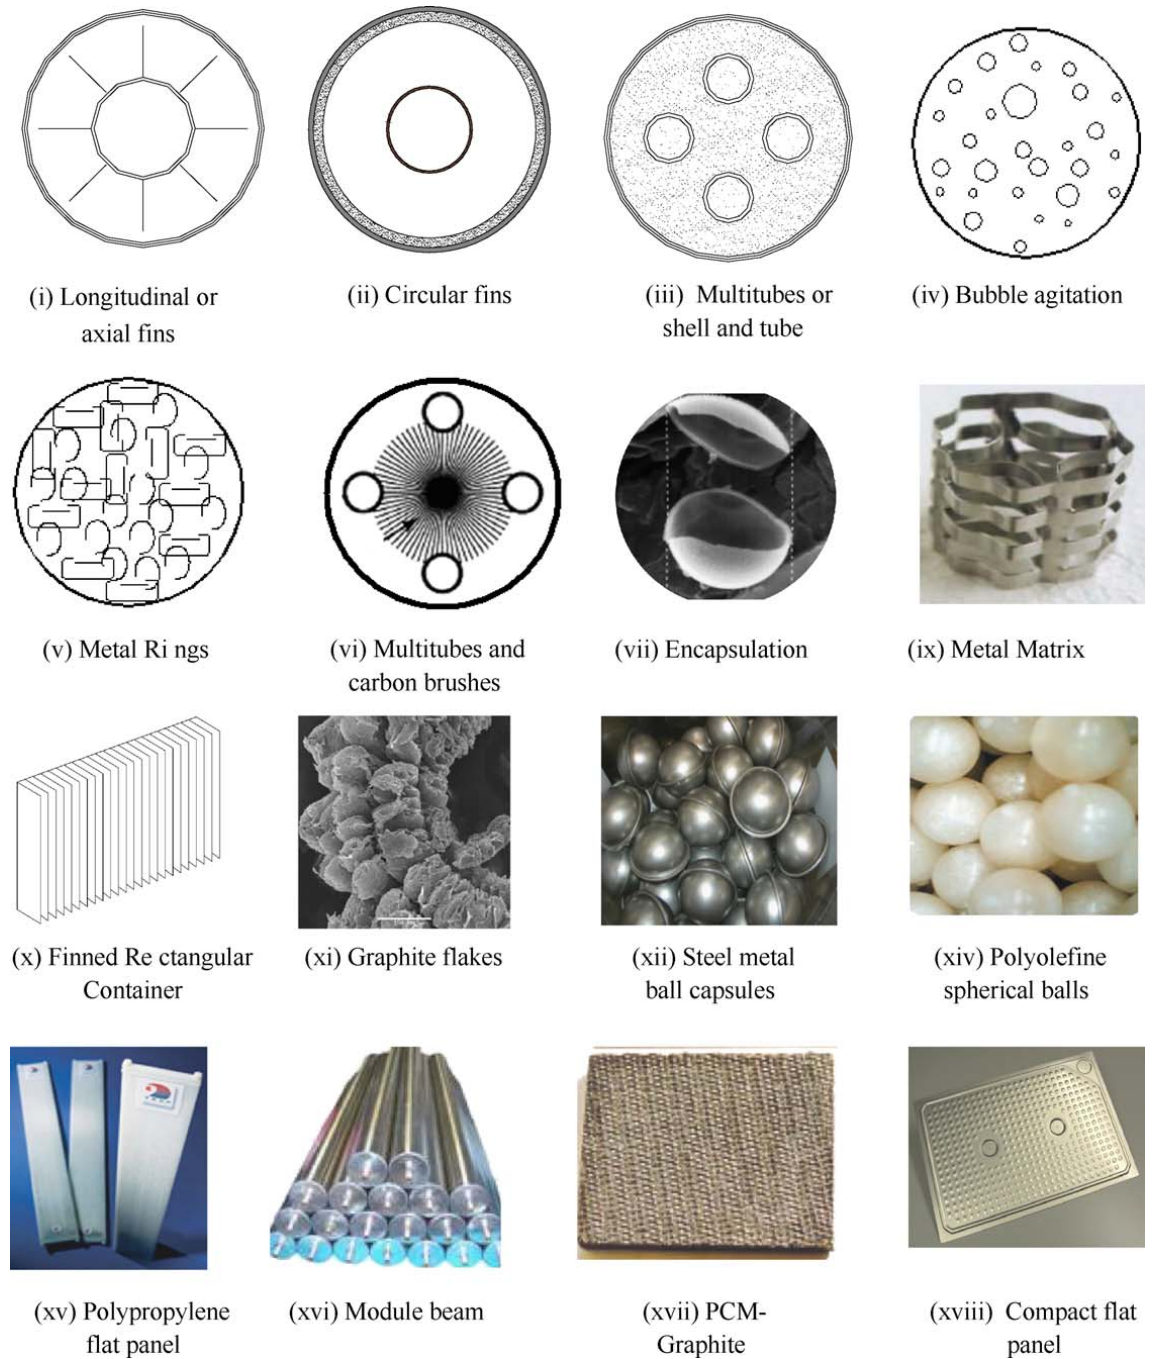 (i) Longitudinal or
axial fins
(ii) Circular fins
(iii) Multitubes or
shell and tube
(iv) Bubble agitation
(v) Metal Ri ngs
(vi) Multitubes and
carbon brushes
(vii) Encapsulation
(ix) Metal Matrix
(x) Finned Re ctangular
Container
(xi) Graphite flakes
(xii) Steel metal
ball capsules
(xiv) Polyolefine
spherical balls
(xv) Polypropylene
flat panel
(xvi) Module beam
(xvii) PCM-
Graphite
(xviii) Compact flat
panel